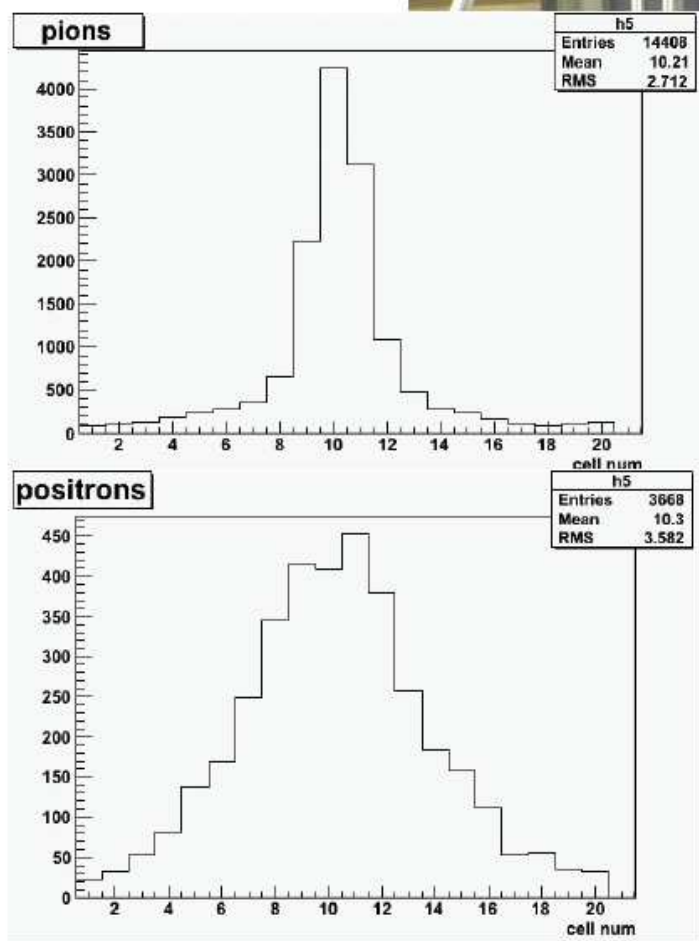 pions
h5
Entries 14408
Mean 10.21
RMS 2.712
4000
3500
3000
2500
2000
1500
1000
500
0
2 4 6 8 10 12 14 16 18 20
cell num
positrons
h5
Entries 3668
Mean 10.3
RMS 3.582
450
400
350
300
250
200
150
100
50
0
2 4 6 8 10 12 14 16 18 20
cell num